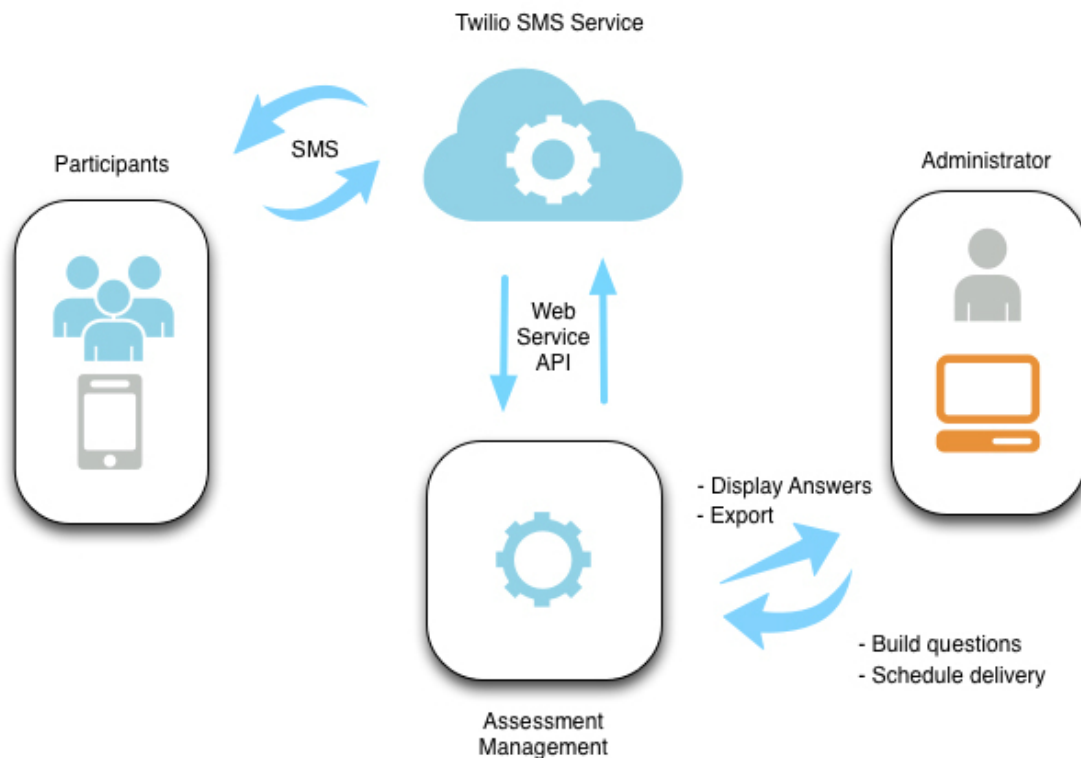 Twilio SMS Service
SMS
Participants
Administrator
Web
Service
API
- Display Answers
- Export
- Build questions
- Schedule delivery
Assessment
Management